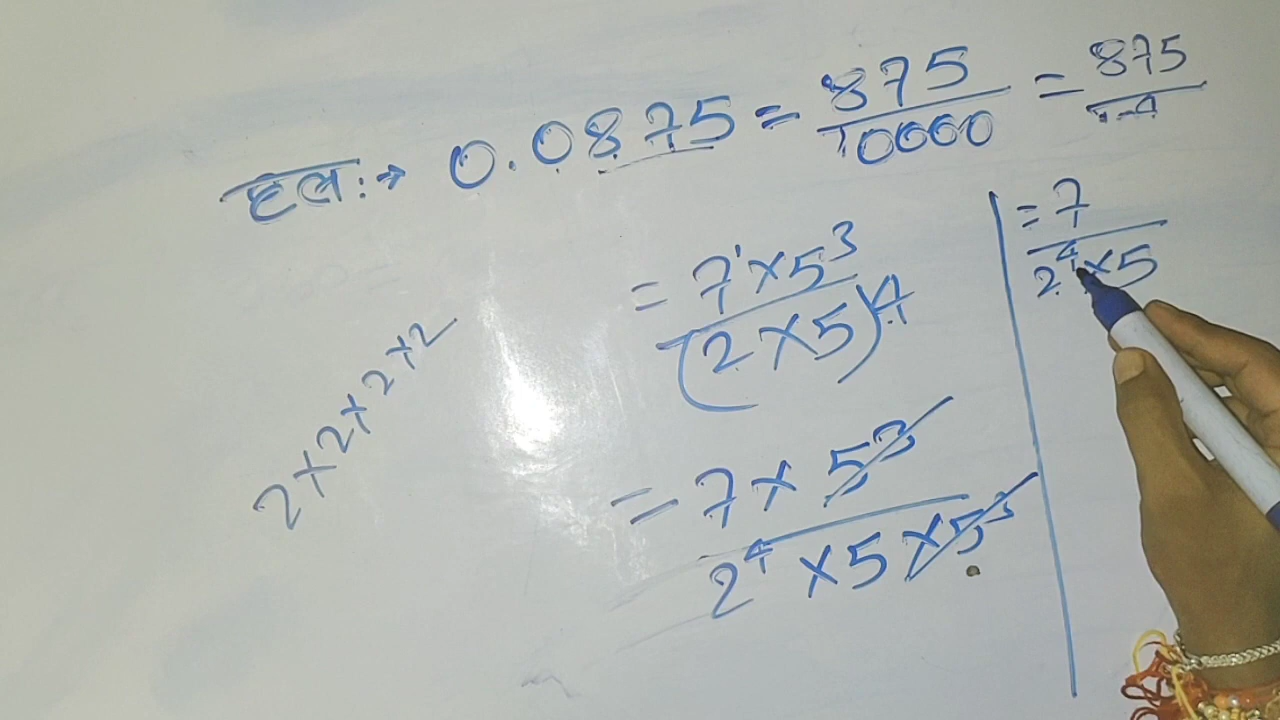 हल:→ 0.0875 = 875/10000 = 875/
= 7¹×5³/(2×5)⁴
= 7/2⁴×5
2×2×2×2
= 7×5³/2⁴×5×5³